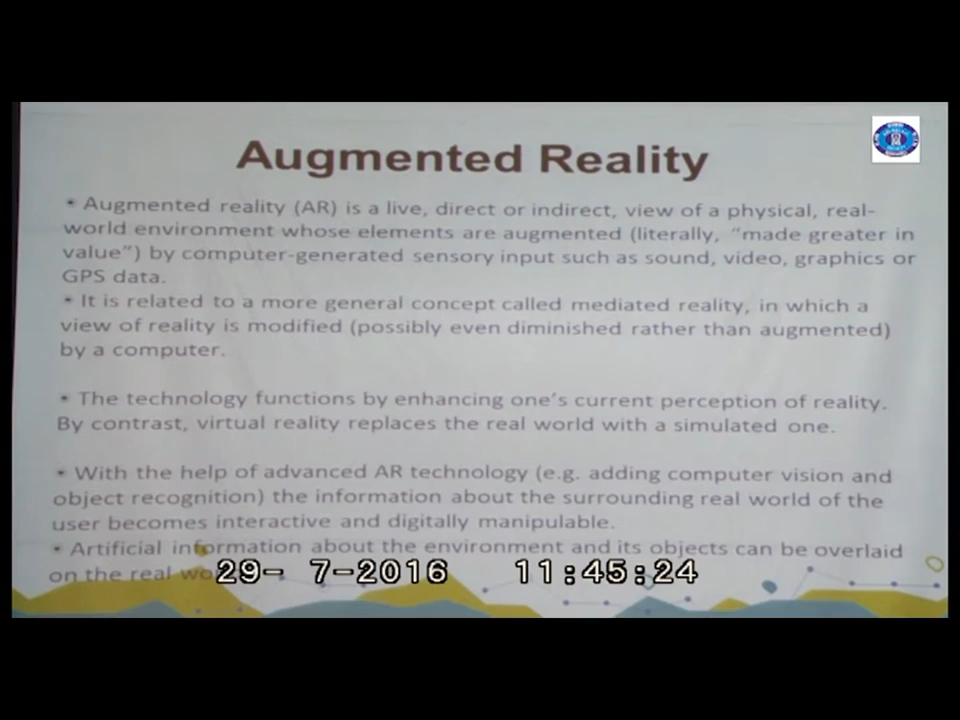 Augmented Reality
* Augmented reality (AR) is a live, direct or indirect, view of a physical, real-
world environment whose elements are augmented (literally, “made greater in
value”) by computer-generated sensory input such as sound, video, graphics or
GPS data.
* It is related to a more general concept called mediated reality, in which a
view of reality is modified (possibly even diminished rather than augmented)
by a computer.
* The technology functions by enhancing one’s current perception of reality.
By contrast, virtual reality replaces the real world with a simulated one.
* With the help of advanced AR technology (e.g. adding computer vision and
object recognition) the information about the surrounding real world of the
user becomes interactive and digitally manipulable.
* Artificial information about the environment and its objects can be overlaid
on the real
29- 7-2016 11:45:24